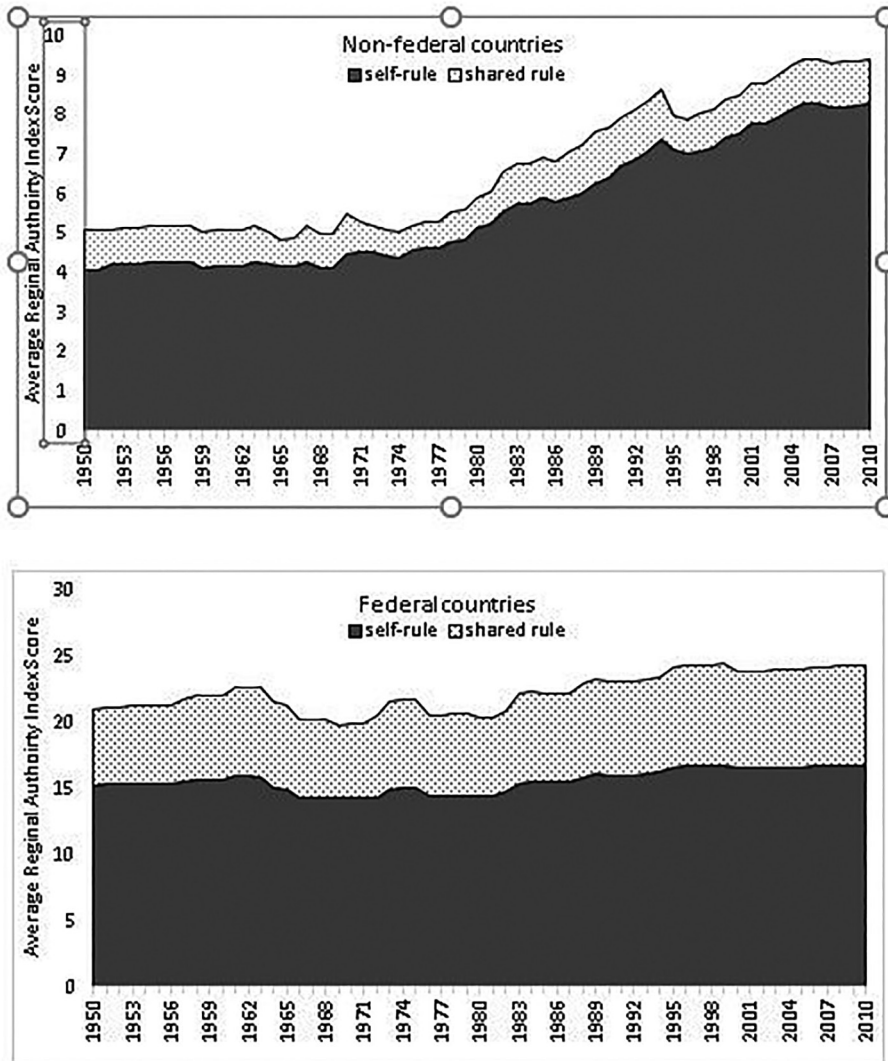 Non-federal countries
self-rule shared rule
Average Reginal Authoirty IndexScore
10
9
8
7
6
5
4
3
2
1
0
1950 1953 1956 1959 1962 1965 1968 1971 1974 1977 1980 1983 1986 1989 1992 1995 1998 2001 2004 2007 2010
Federal countries
self-rule shared rule
Average Reginal Authoirty IndexScore
30
25
20
15
10
5
0
1950 1953 1956 1959 1962 1965 1968 1971 1974 1977 1980 1983 1986 1989 1992 1995 1998 2001 2004 2007 2010